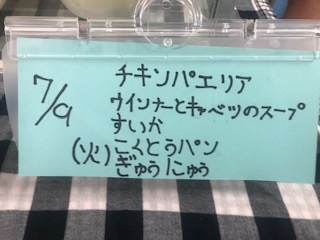 7/9
(火)
チキンパエリア
ウインナーとキャベツのスープ
すいか
こくとうパン
ぎゅうにゅう